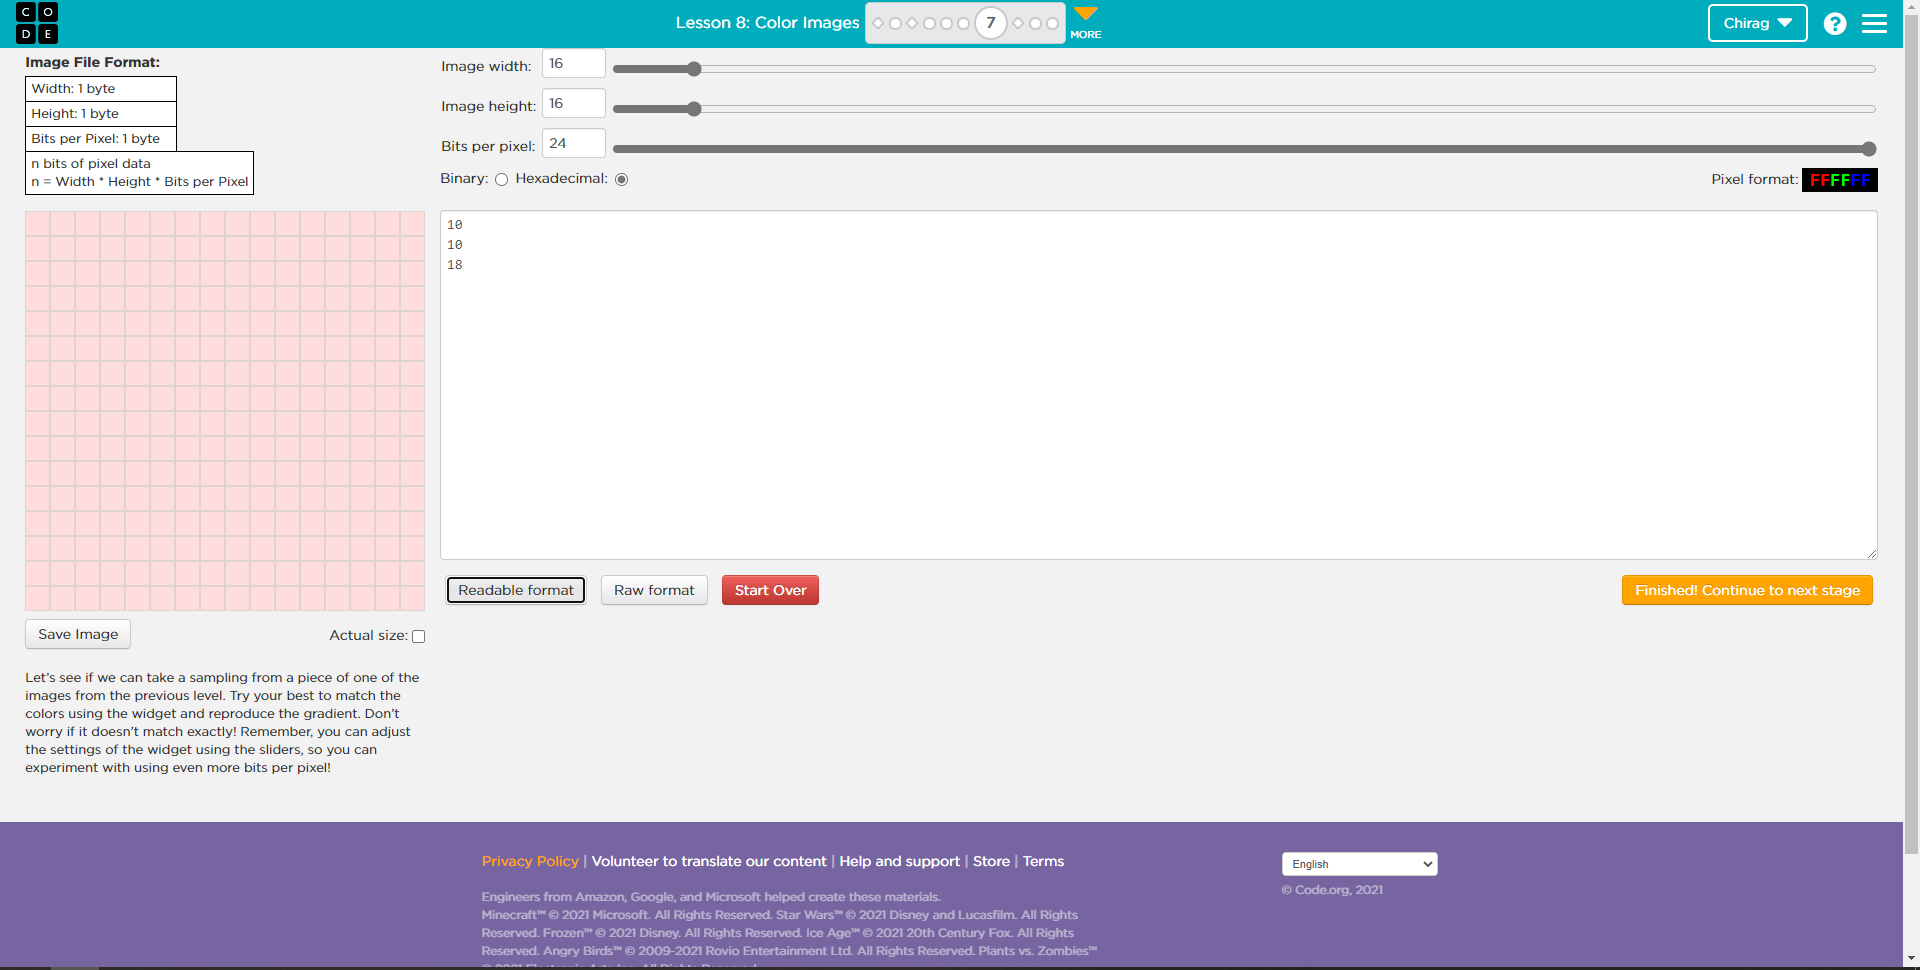 C O
D E
Lesson 8: Color Images
7
MORE
Chirag
?
Image File Format:
Width: 1 byte
Height: 1 byte
Bits per Pixel: 1 byte
n bits of pixel data
n = Width * Height * Bits per Pixel
Image width: 16
Image height: 16
Bits per pixel: 24
Binary: Hexadecimal:
Pixel format: FFFFFF
10
10
18
Readable format
Raw format
Start Over
Finished! Continue to next stage
Save Image
Actual size:
Let's see if we can take a sampling from a piece of one of the
images from the previous level. Try your best to match the
colors using the widget and reproduce the gradient. Don't
worry if it doesn't match exactly! Remember, you can adjust
the settings of the widget using the sliders, so you can
experiment with using even more bits per pixel!
Privacy Policy | Volunteer to translate our content | Help and support | Store | Terms
English
© Code.org, 2021
Engineers from Amazon, Google, and Microsoft helped create these materials.
Minecraft™ © 2021 Microsoft. All Rights Reserved. Star Wars™ © 2021 Disney and Lucasfilm. All Rights
Reserved. Frozen™ © 2021 Disney. All Rights Reserved. Ice Age™ © 2021 20th Century Fox. All Rights
Reserved. Angry Birds™ © 2009-2021 Rovio Entertainment Ltd. All Rights Reserved. Plants vs. Zombies™